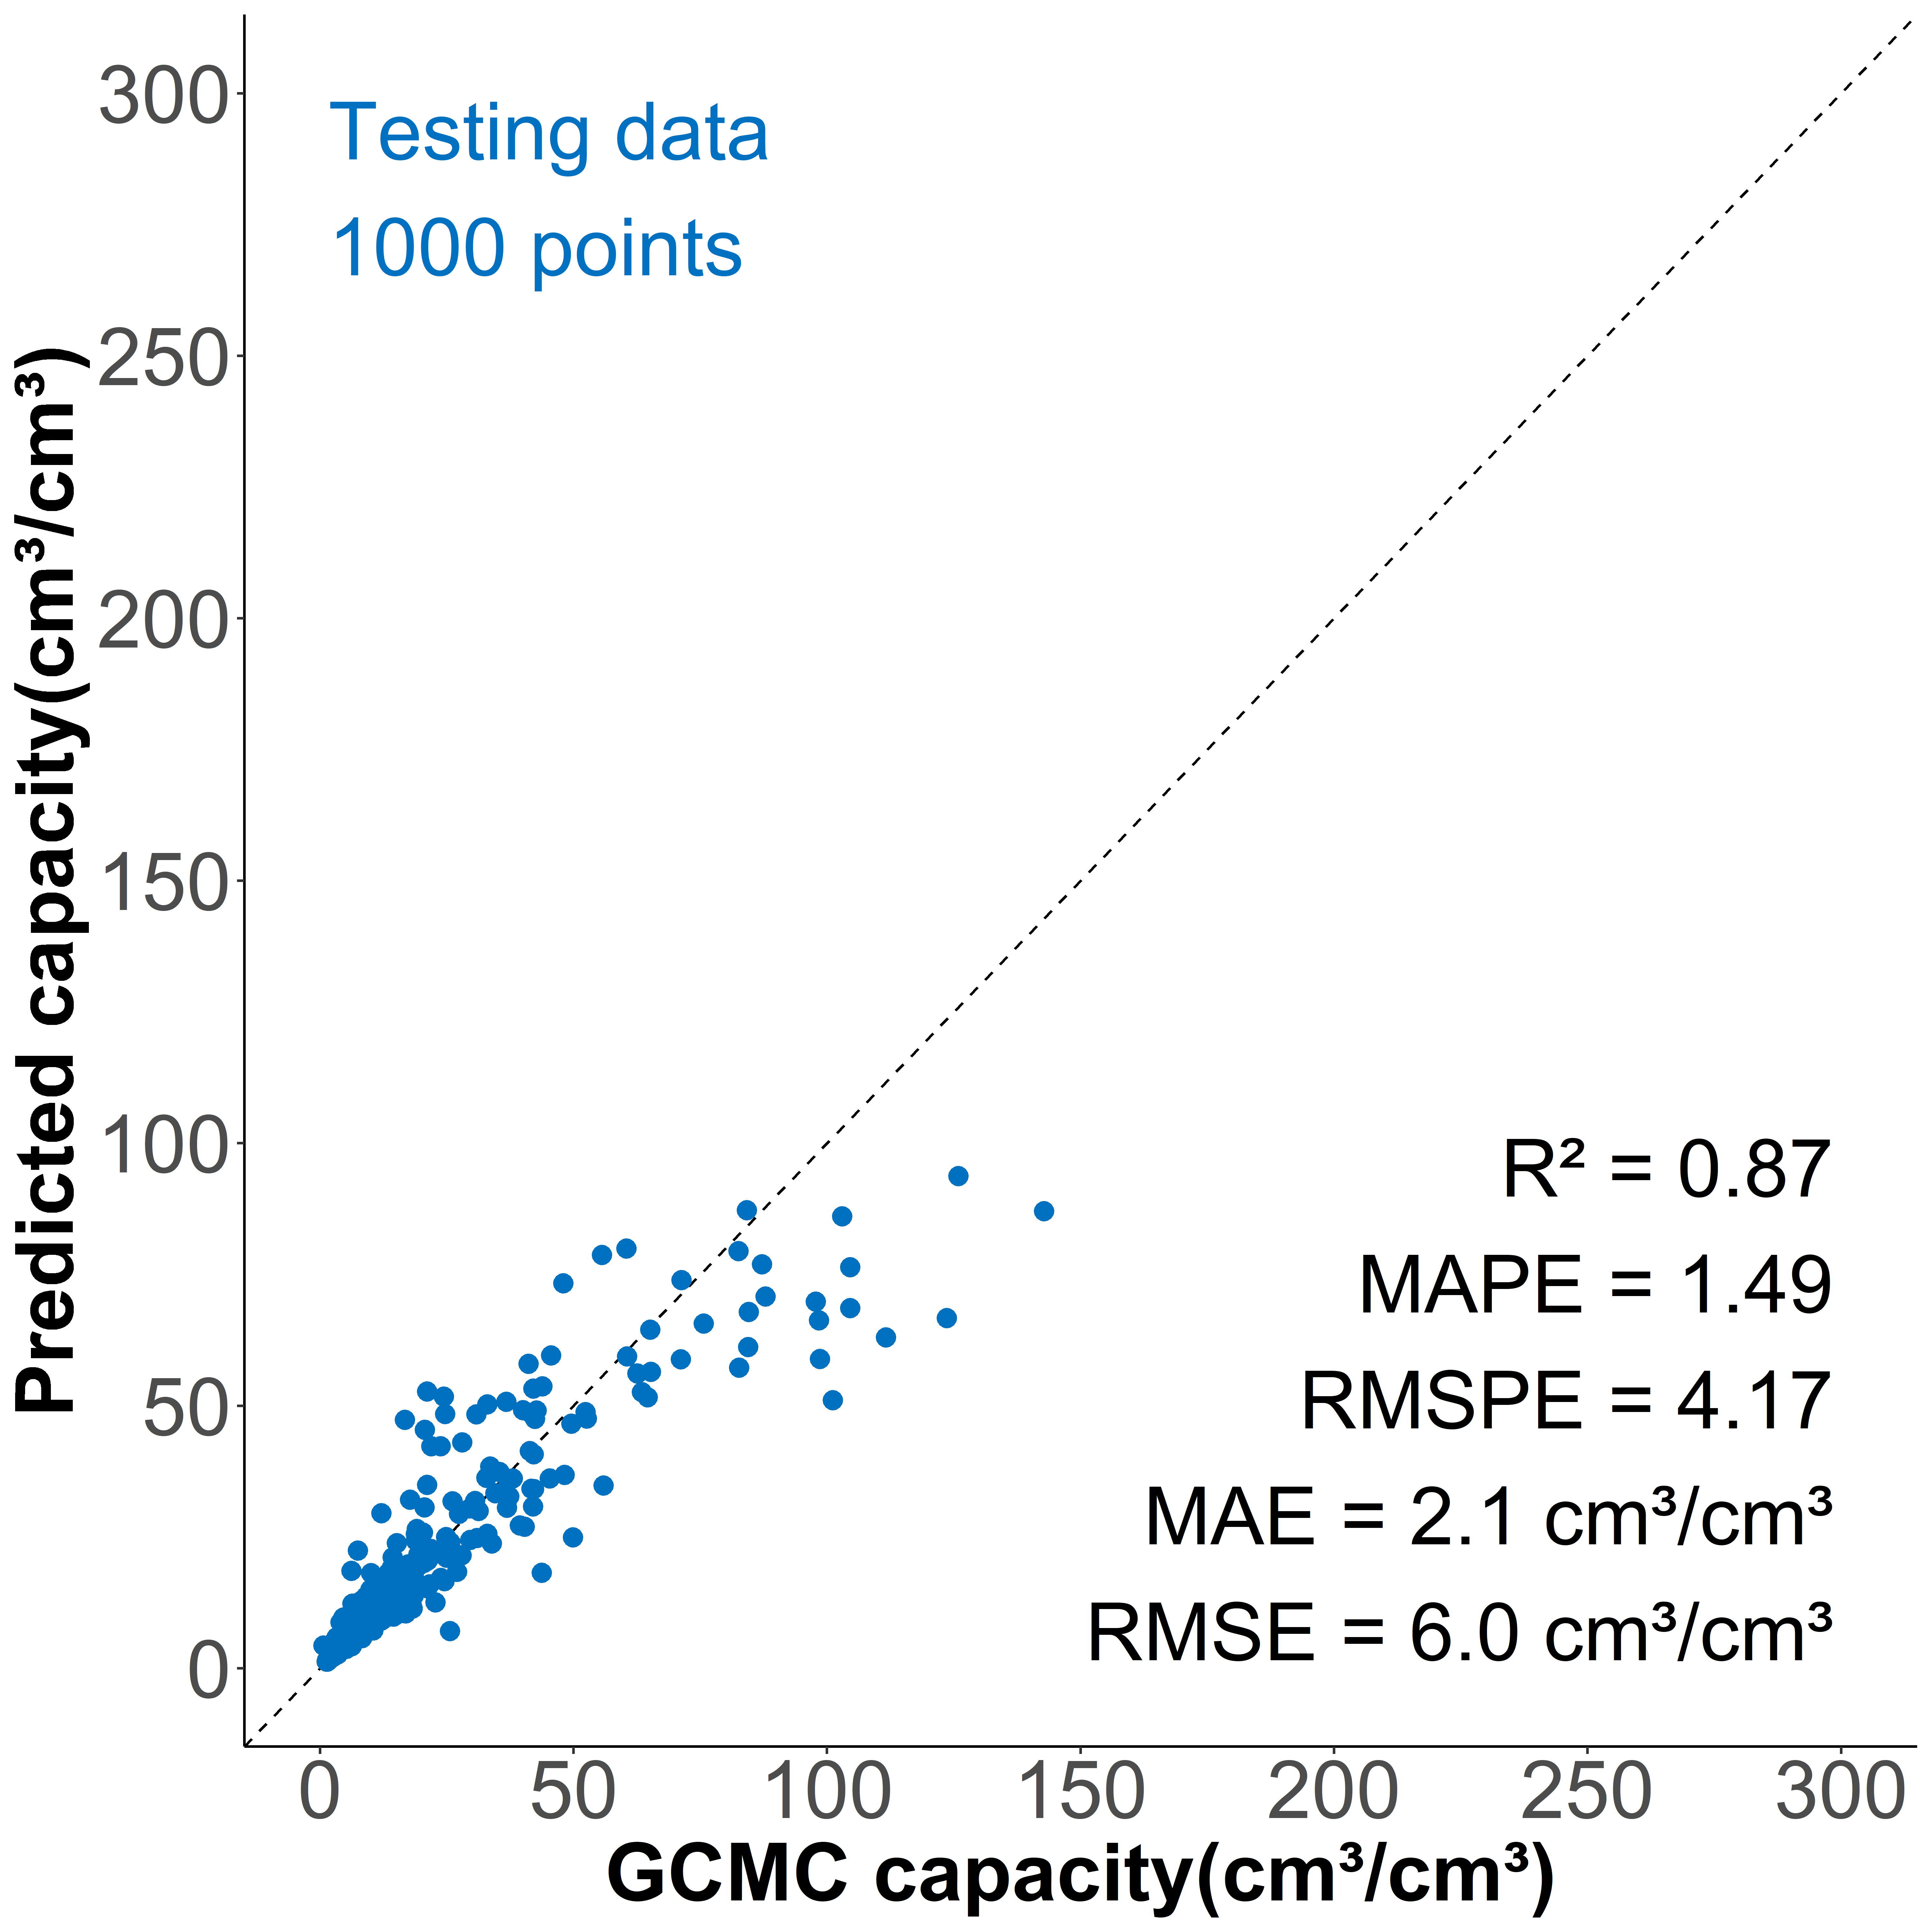 Testing data
1000 points
Predicted capacity(cm³/cm³)
300
250
200
150
100
50
0
R² = 0.87
MAPE = 1.49
RMSPE = 4.17
MAE = 2.1 cm³/cm³
RMSE = 6.0 cm³/cm³
0 50 100 150 200 250 300
GCMC capacity(cm³/cm³)